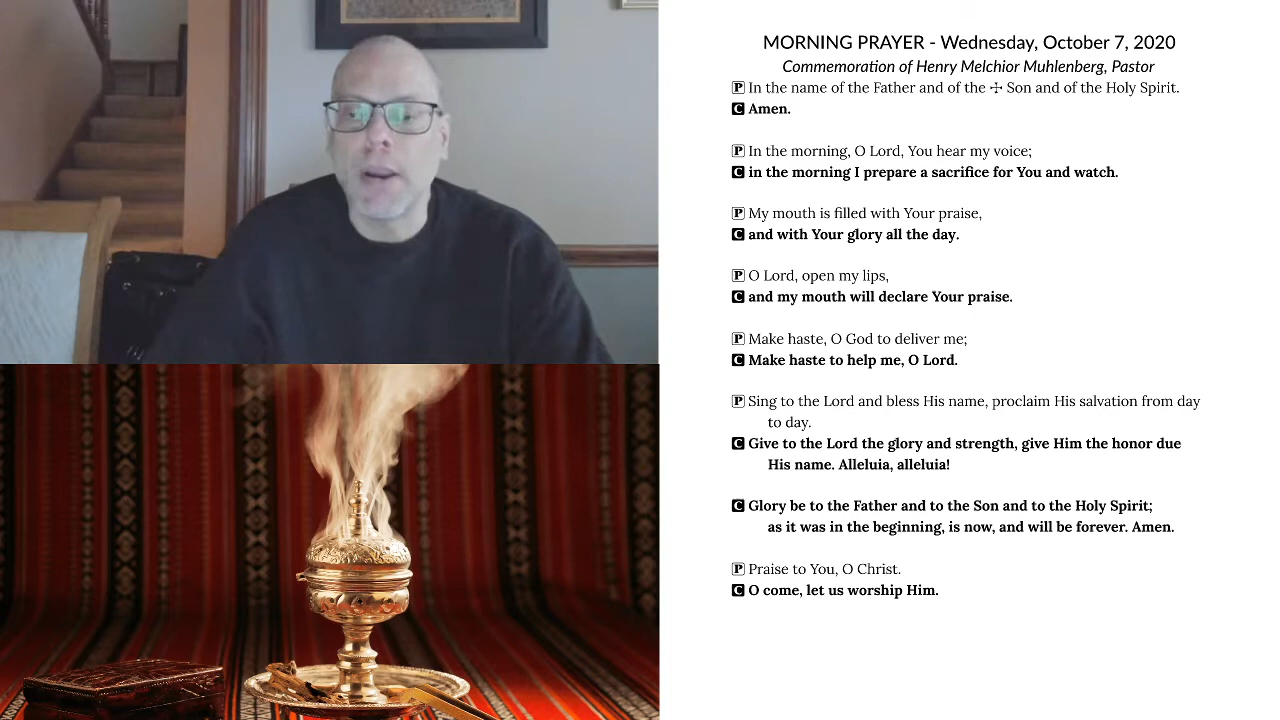 MORNING PRAYER - Wednesday, October 7, 2020
Commemoration of Henry Melchior Muhlenberg, Pastor
P In the name of the Father and of the ☩ Son and of the Holy Spirit.
C Amen.
P In the morning, O Lord, You hear my voice;
C in the morning I prepare a sacrifice for You and watch.
P My mouth is filled with Your praise,
C and with Your glory all the day.
P O Lord, open my lips,
C and my mouth will declare Your praise.
P Make haste, O God to deliver me;
C Make haste to help me, O Lord.
P Sing to the Lord and bless His name, proclaim His salvation from day
to day.
C Give to the Lord the glory and strength, give Him the honor due
His name. Alleluia, alleluia!
C Glory be to the Father and to the Son and to the Holy Spirit;
as it was in the beginning, is now, and will be forever. Amen.
P Praise to You, O Christ.
C O come, let us worship Him.